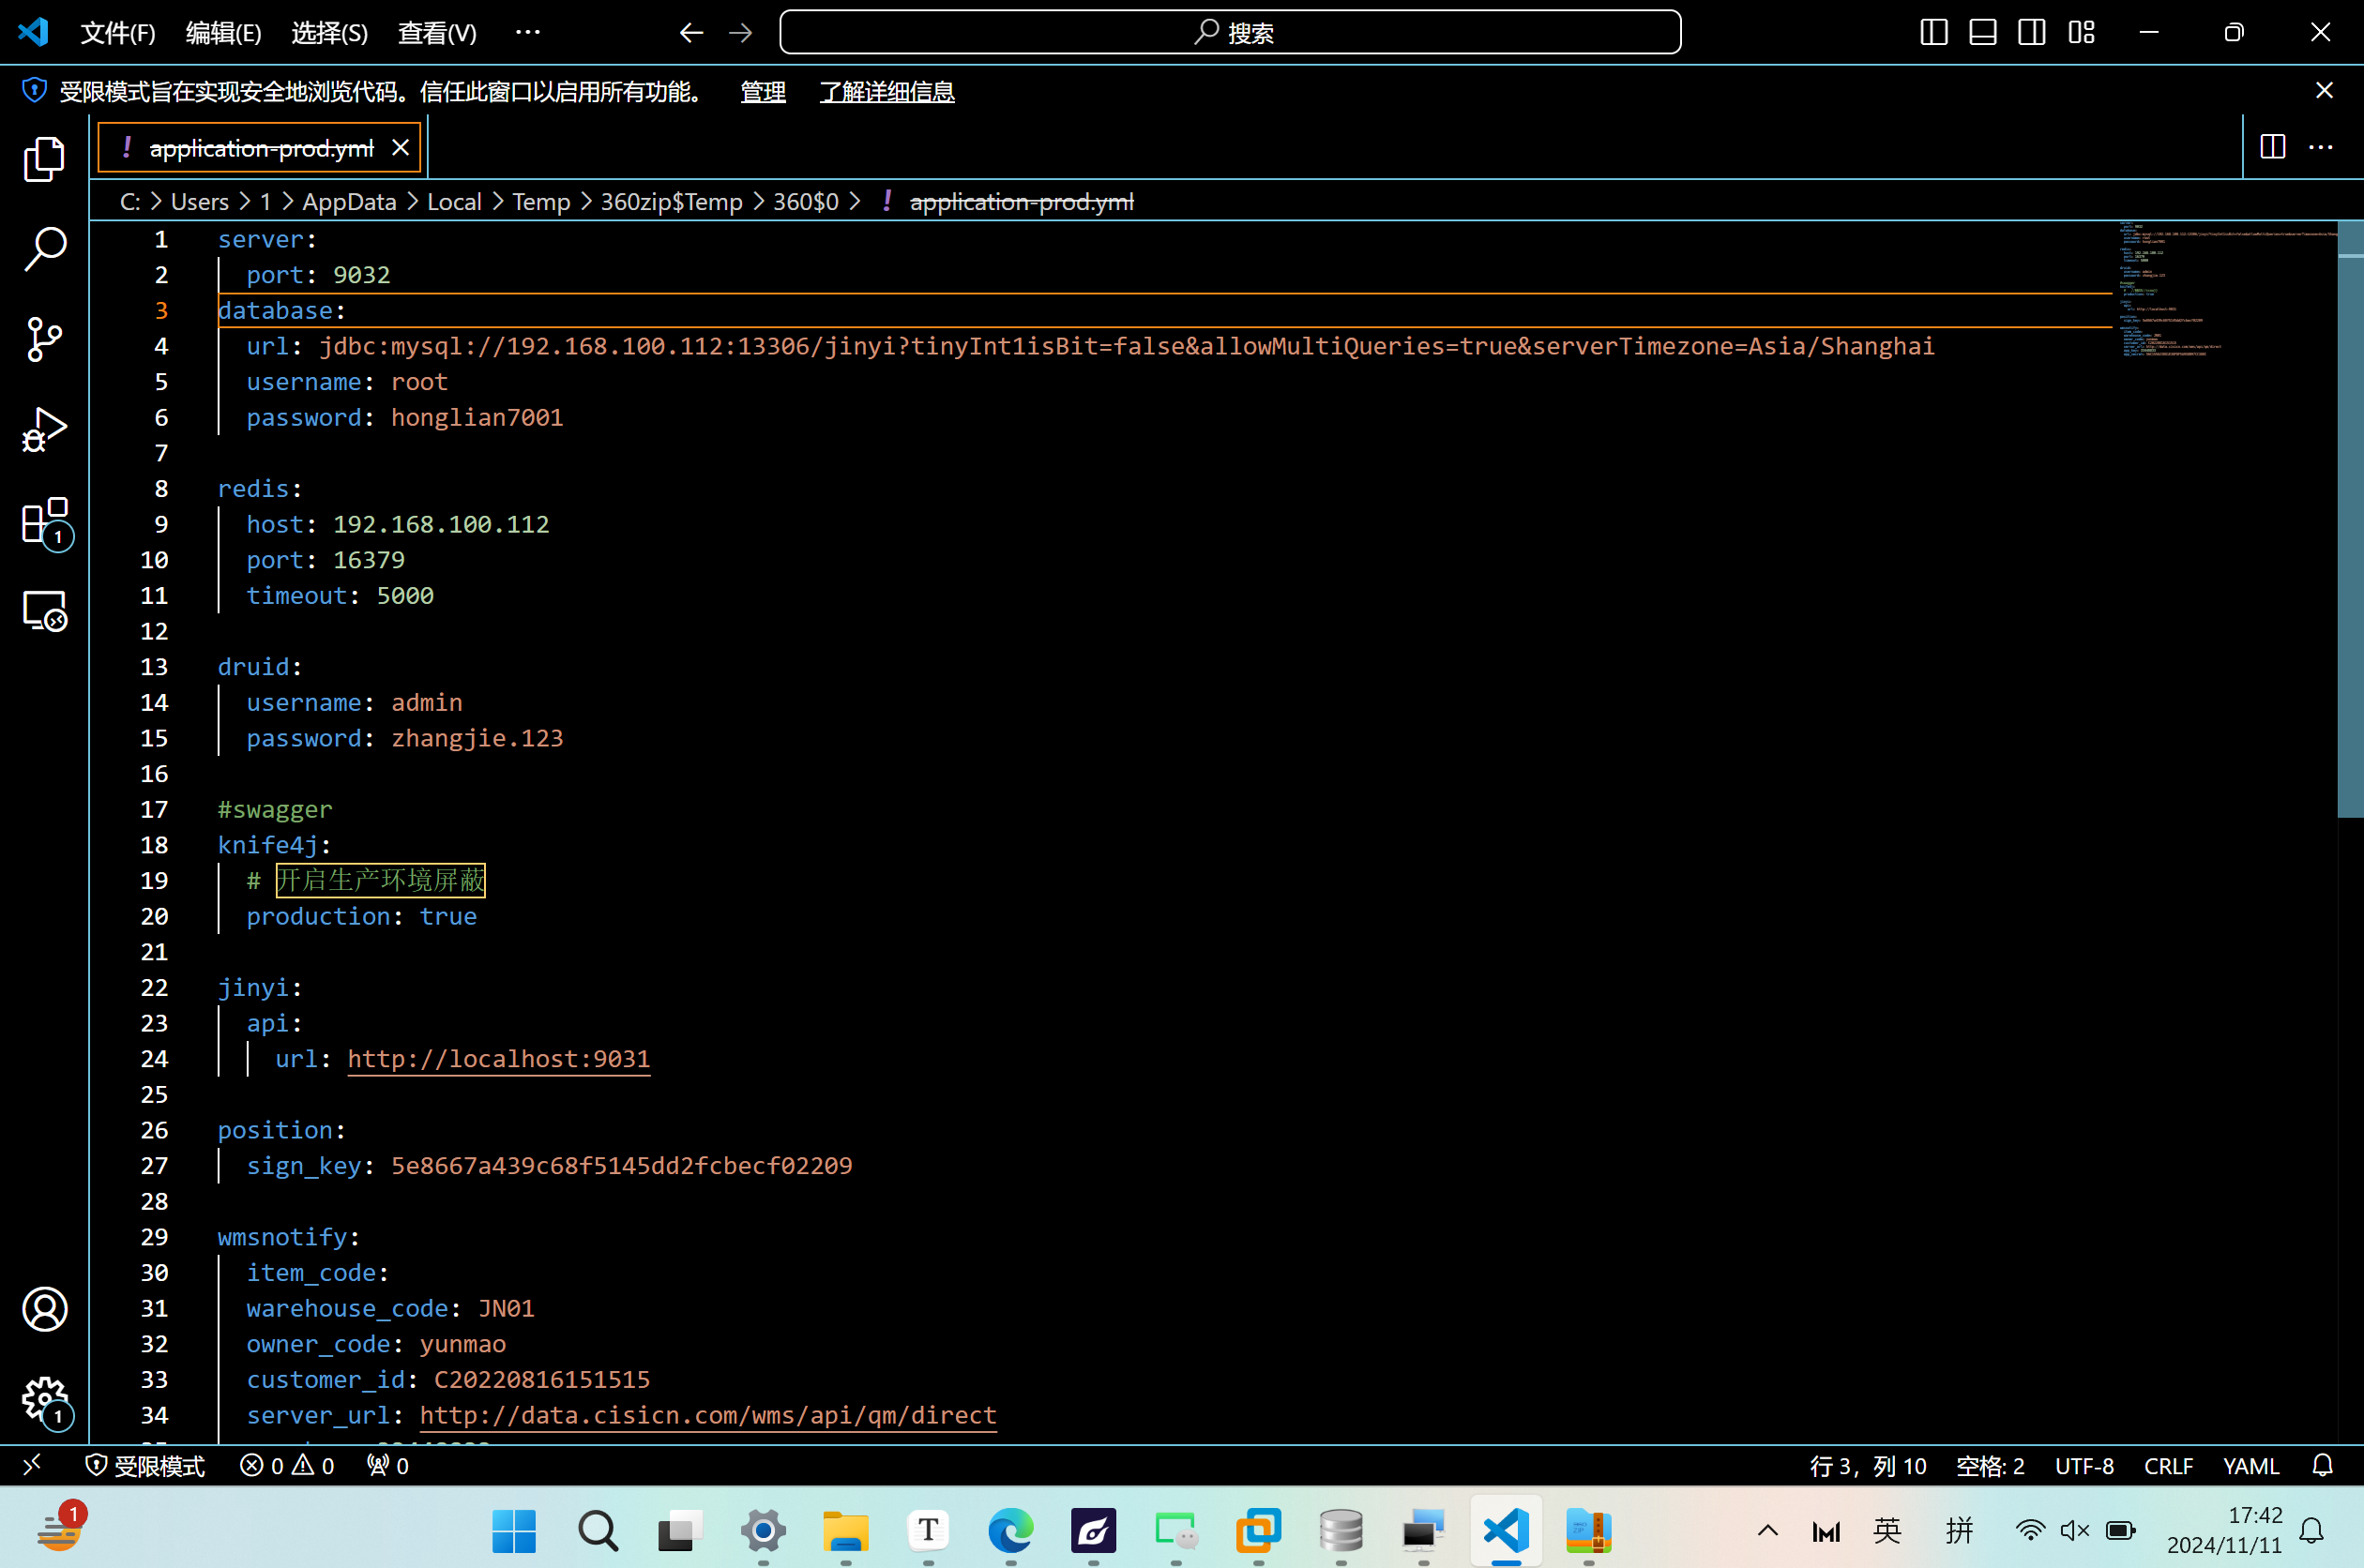 文件(F) 编辑(E) 选择(S) 查看(V) ··· 搜索
受限模式旨在实现安全地浏览代码。信任此窗口以启用所有功能。 管理 了解详细信息
! application-prod.yml
C: > Users > 1 > AppData > Local > Temp > 360zip$Temp > 360$0 > ! application-prod.yml
1 server:
2 port: 9032
3 database:
4 url: jdbc:mysql://192.168.100.112:13306/jinyi?tinyInt1isBit=false&allowMultiQueries=true&serverTimezone=Asia/Shanghai
5 username: root
6 password: honglian7001
7
8 redis:
9 host: 192.168.100.112
10 port: 16379
11 timeout: 5000
12
13 druid:
14 username: admin
15 password: zhangjie.123
16
17 #swagger
18 knife4j:
19 # 开启生产环境屏蔽
20 production: true
21
22 jinyi:
23 api:
24 url: http://localhost:9031
25
26 position:
27 sign_key: 5e8667a439c68f5145dd2fcbecf02209
28
29 wmsnotify:
30 item_code:
31 warehouse_code: JN01
32 owner_code: yunmao
33 customer_id: C20220816151515
34 server_url: http://data.cisicn.com/wms/api/qm/direct
1
1
受限模式 0 0 0 行 3，列 10 空格: 2 UTF-8 CRLF YAML
1
T
英 拼
17:42
2024/11/11